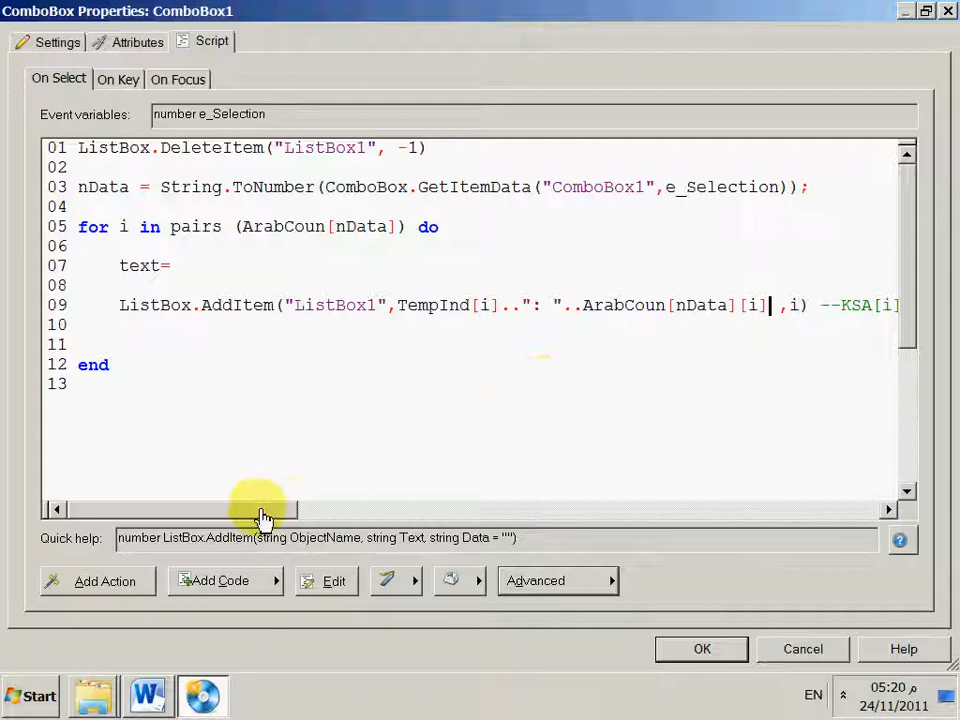 ComboBox Properties: ComboBox1
Settings Attributes Script
On Select On Key On Focus
Event variables: number e_Selection
01 ListBox.DeleteItem("ListBox1", -1)
02
03 nData = String.ToNumber(ComboBox.GetItemData("ComboBox1",e_Selection));
04
05 for i in pairs (ArabCoun[nData]) do
06
07 text=
08
09 ListBox.AddItem("ListBox1",TempInd[i]..": "..ArabCoun[nData][i] ,i) --KSA[i]
10
11
12 end
13
Quick help: number ListBox.AddItem(string ObjectName, string Text, string Data = "")
Add Action Add Code Edit Advanced
OK Cancel Help
Start EN 05:20 م
24/11/2011